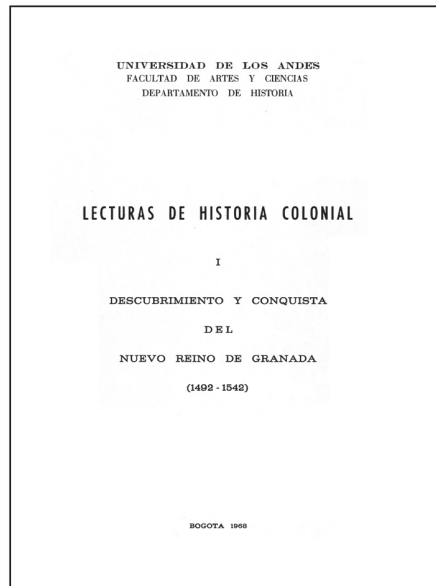 UNIVERSIDAD DE LOS ANDES
FACULTAD DE ARTES Y CIENCIAS
DEPARTAMENTO DE HISTORIA
LECTURAS DE HISTORIA COLONIAL
I
DESCUBRIMIENTO Y CONQUISTA
DEL
NUEVO REINO DE GRANADA
(1492 - 1542)
BOGOTA 1968